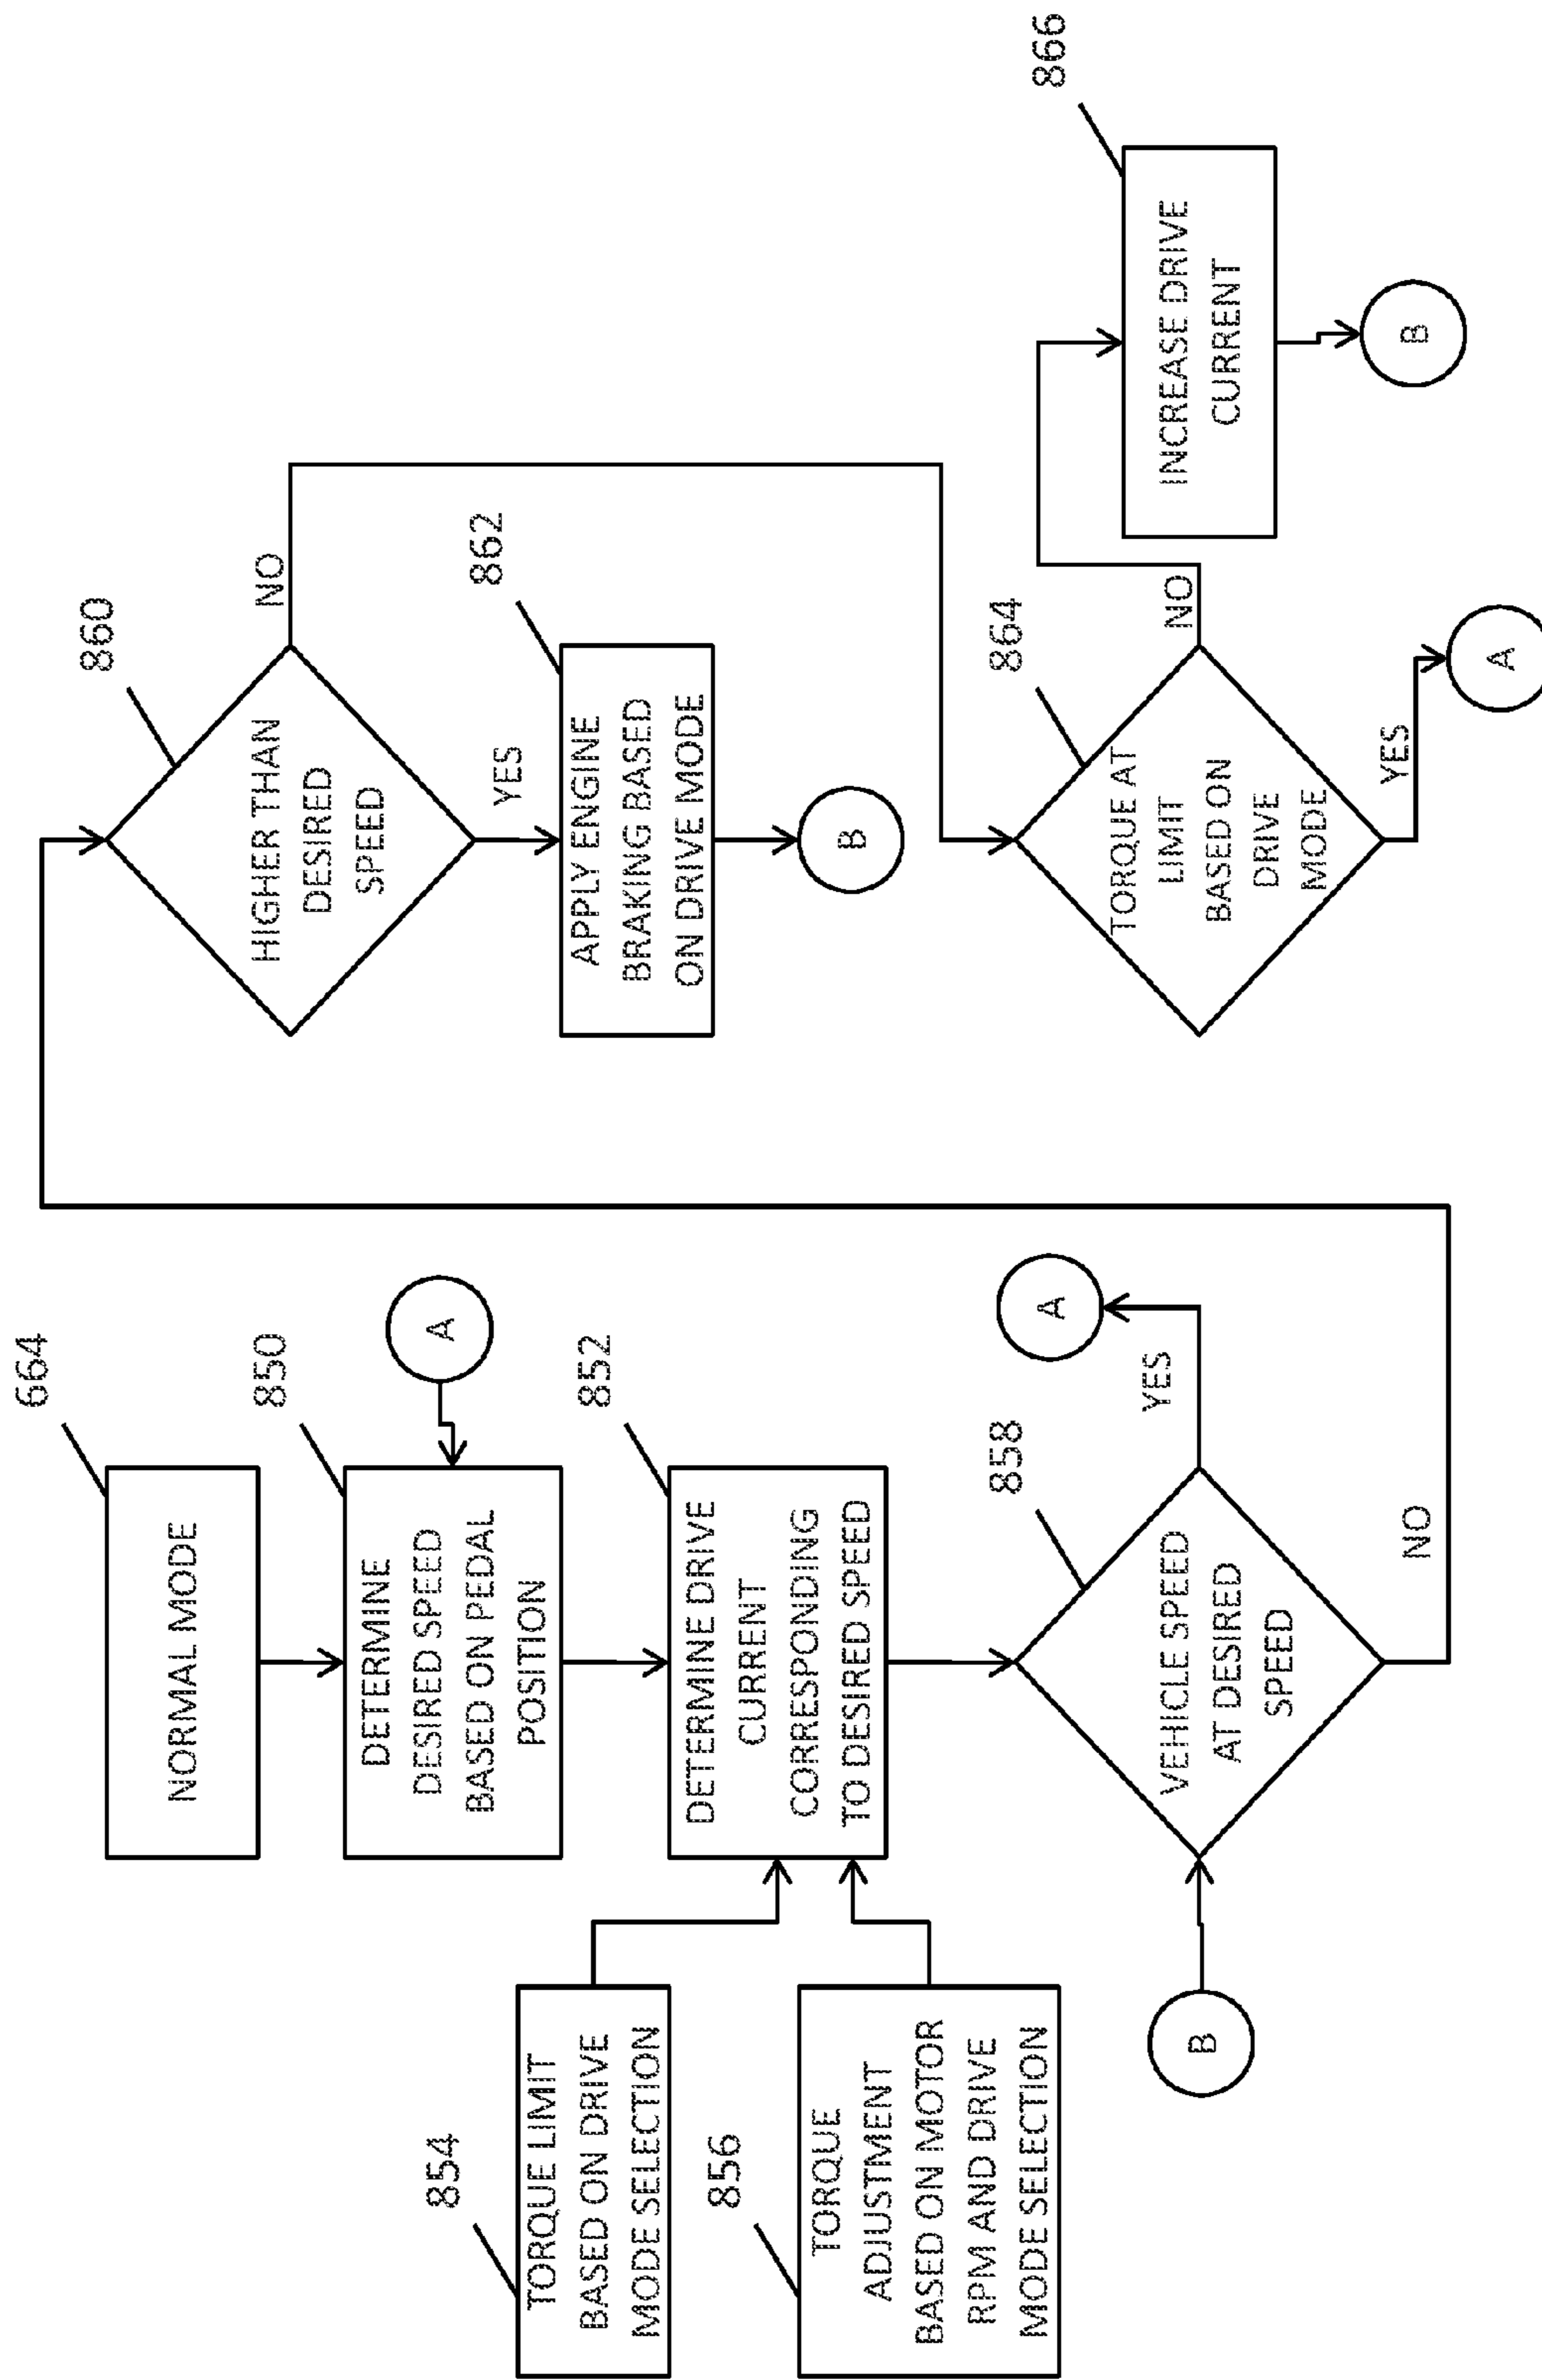 664
NORMAL MODE
850
DETERMINE
DESIRED SPEED
BASED ON PEDAL
POSITION
A
852
DETERMINE DRIVE
CURRENT
CORRESPONDING
TO DESIRED SPEED
854
TORQUE LIMIT
BASED ON DRIVE
MODE SELECTION
856
TORQUE
ADJUSTMENT
BASED ON MOTOR
RPM AND DRIVE
MODE SELECTION
858
VEHICLE SPEED
AT DESIRED
SPEED
B
YES
A
NO
860
HIGHER THAN
DESIRED
SPEED
NO
YES
862
APPLY ENGINE
BRAKING BASED
ON DRIVE MODE
B
864
TORQUE AT
LIMIT
BASED ON
DRIVE
MODE
NO
YES
A
866
INCREASE DRIVE
CURRENT
B